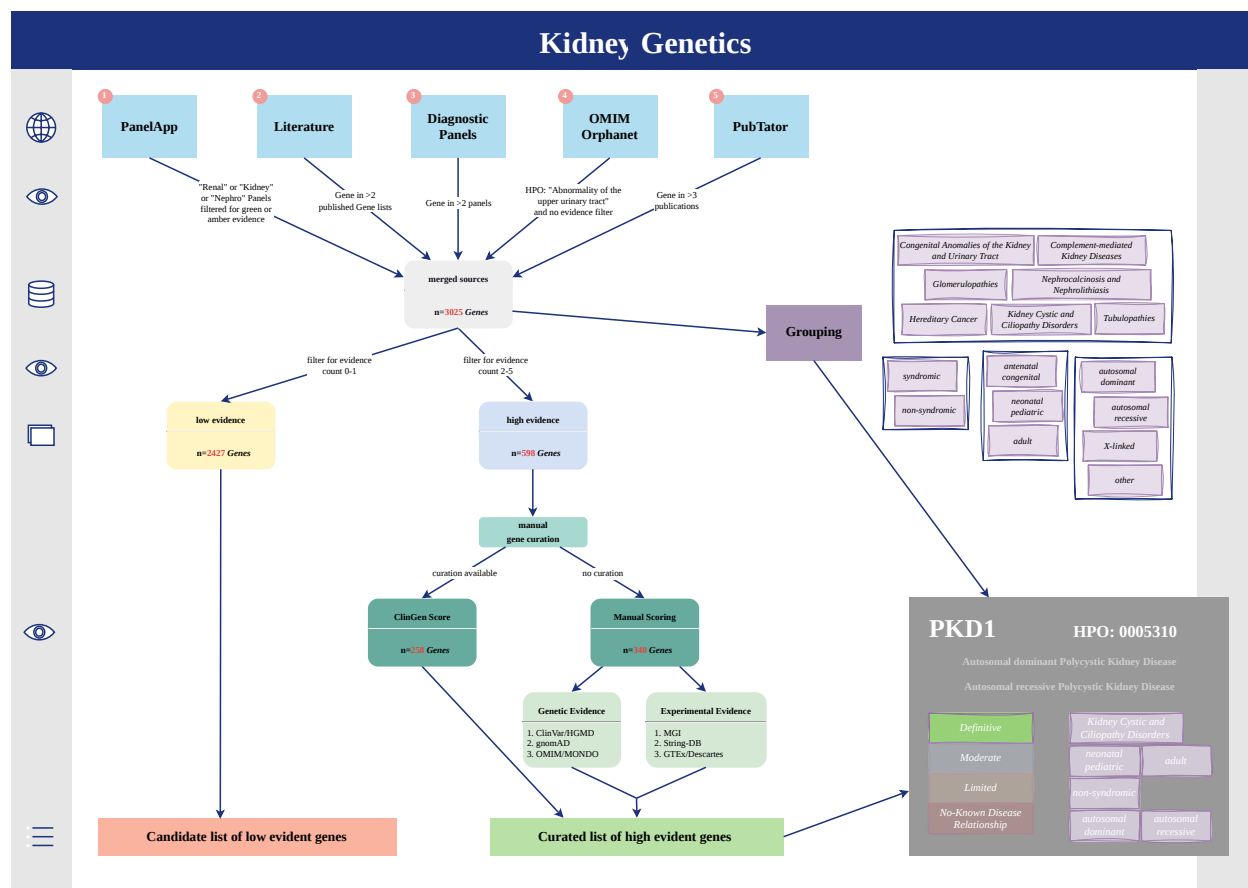 Kidney Genetics
1
2
3
4
5
PanelApp
Literature
Diagnostic
Panels
OMIM
Orphanet
PubTator
"Renal" or "Kidney"
or "Nephro" Panels
filtered for green or
amber evidence
Gene in >2
published Gene lists
Gene in >2 panels
HPO: "Abnormality of the
upper urinary tract"
and no evidence filter
Gene in >3
publications
merged sources
n=3025 Genes
Grouping
Congenital Anomalies of the Kidney
and Urinary Tract
Complement-mediated
Kidney Diseases
Glomerulopathies
Nephrocalcinosis and
Nephrolithiasis
Hereditary Cancer
Kidney Cystic and
Ciliopathy Disorders
Tubulopathies
syndromic
non-syndromic
antenatal
congenital
neonatal
pediatric
adult
autosomal
dominant
autosomal
recessive
X-linked
other
filter for evidence
count 0-1
filter for evidence
count 2-5
low evidence
n=2427 Genes
high evidence
n=598 Genes
manual
gene curation
curation available
no curation
ClinGen Score
n=258 Genes
Manual Scoring
n=340 Genes
Genetic Evidence
1. ClinVar/HGMD
2. gnomAD
3. OMIM/MONDO
Experimental Evidence
1. MGI
2. String-DB
3. GTEx/Descartes
Candidate list of low evident genes
Curated list of high evident genes
PKD1
HPO: 0005310
Autosomal dominant Polycystic Kidney Disease
Autosomal recessive Polycystic Kidney Disease
Definitive
Moderate
Limited
No-Known Disease
Relationship
Kidney Cystic and
Ciliopathy Disorders
neonatal
pediatric
adult
non-syndromic
autosomal
dominant
autosomal
recessive